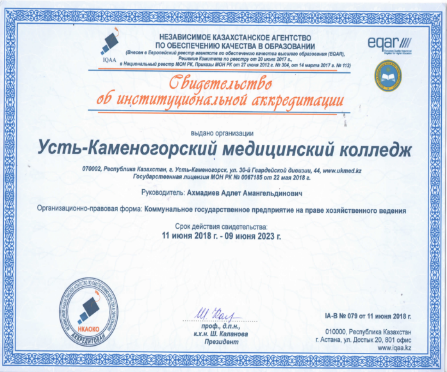 НЕЗАВИСИМОЕ КАЗАХСТАНСКОЕ АГЕНТСТВО
ПО ОБЕСПЕЧЕНИЮ КАЧЕСТВА В ОБРАЗОВАНИИ
(Внесен в Европейский реестр агентств по обеспечению качества высшего образования (EQAR),
Решение Комитета по реестру от 20 июня 2017 г.,
в Национальный реестр МОН РК, Приказы МОН РК от 27 июня 2012 г. № 304, от 14 марта 2017 г. № 113)
IQAA
eqar
Свидетельство
об институциональной аккредитации
выдано организации
Усть-Каменогорский медицинский колледж
070002, Республика Казахстан, г. Усть-Каменогорск, ул. 30-й Гвардейской дивизии, 44, www.ukmed.kz
Государственная лицензия МОН РК № 0067185 от 22 мая 2018 г.
Руководитель: Ахмадиев Адлет Амангельдинович
Организационно-правовая форма: Коммунальное государственное предприятие на праве хозяйственного ведения
Срок действия свидетельства:
11 июня 2018 г. - 09 июня 2023 г.
НКАОКО
проф., д.п.н.,
к.х.н. Ш. Каланова
Президент
IA-B № 079 от 11 июня 2018 г.
010000, Республика Казахстан
г. Астана, ул. Достык 20, 801 офис
www.iqaa.kz